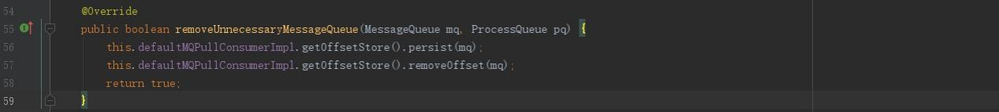 54 @Override
55 public boolean removeUnnecessaryMessageQueue(MessageQueue mq, ProcessQueue pq) {
56 this.defaultMQPullConsumerImpl.getOffsetStore().persist(mq);
57 this.defaultMQPullConsumerImpl.getOffsetStore().removeOffset(mq);
58 return true;
59 }